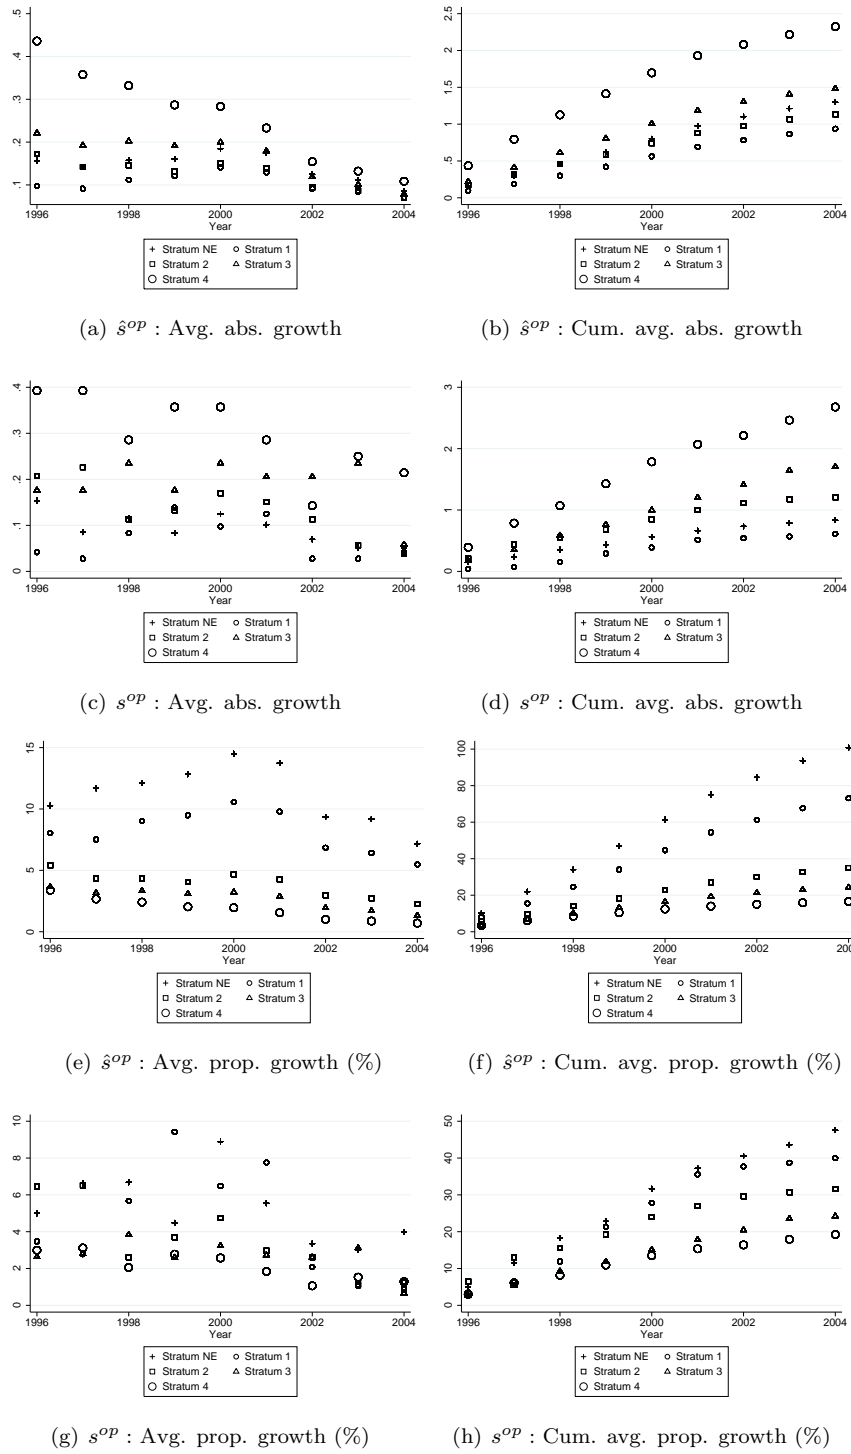 .5
.4
.3
.2
.1
1996 1998 2000 2002 2004
Year
Stratum NE Stratum 1
Stratum 2 Stratum 3
Stratum 4
(a) ŝ^{op} : Avg. abs. growth
2.5
2
1.5
1
.5
0
1996 1998 2000 2002 2004
Year
Stratum NE Stratum 1
Stratum 2 Stratum 3
Stratum 4
(b) ŝ^{op} : Cum. avg. abs. growth
.4
.3
.2
.1
0
1996 1998 2000 2002 2004
Year
Stratum NE Stratum 1
Stratum 2 Stratum 3
Stratum 4
(c) s^{op} : Avg. abs. growth
3
2
1
0
1996 1998 2000 2002 2004
Year
Stratum NE Stratum 1
Stratum 2 Stratum 3
Stratum 4
(d) s^{op} : Cum. avg. abs. growth
15
10
5
0
1996 1998 2000 2002 2004
Year
Stratum NE Stratum 1
Stratum 2 Stratum 3
Stratum 4
(e) ŝ^{op} : Avg. prop. growth (%)
100
80
60
40
20
0
1996 1998 2000 2002
Year
Stratum NE Stratum 1
Stratum 2 Stratum 3
Stratum 4
(f) ŝ^{op} : Cum. avg. prop. growth (%)
10
8
6
4
2
0
1996 1998 2000 2002 2004
Year
Stratum NE Stratum 1
Stratum 2 Stratum 3
Stratum 4
(g) s^{op} : Avg. prop. growth (%)
50
40
30
20
10
0
1996 1998 2000 2002 2004
Year
Stratum NE Stratum 1
Stratum 2 Stratum 3
Stratum 4
(h) s^{op} : Cum. avg. prop. growth (%)